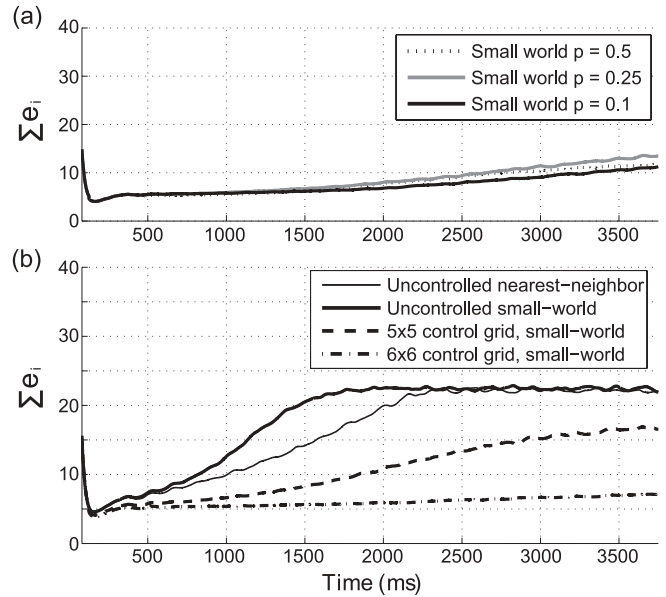 (a)
40
30
20
10
0
Σe i
Small world p = 0.5
Small world p = 0.25
Small world p = 0.1
500 1000 1500 2000 2500 3000 3500
(b)
40
30
20
10
0
Σe i
Uncontrolled nearest-neighbor
Uncontrolled small-world
5x5 control grid, small-world
6x6 control grid, small-world
500 1000 1500 2000 2500 3000 3500
Time (ms)